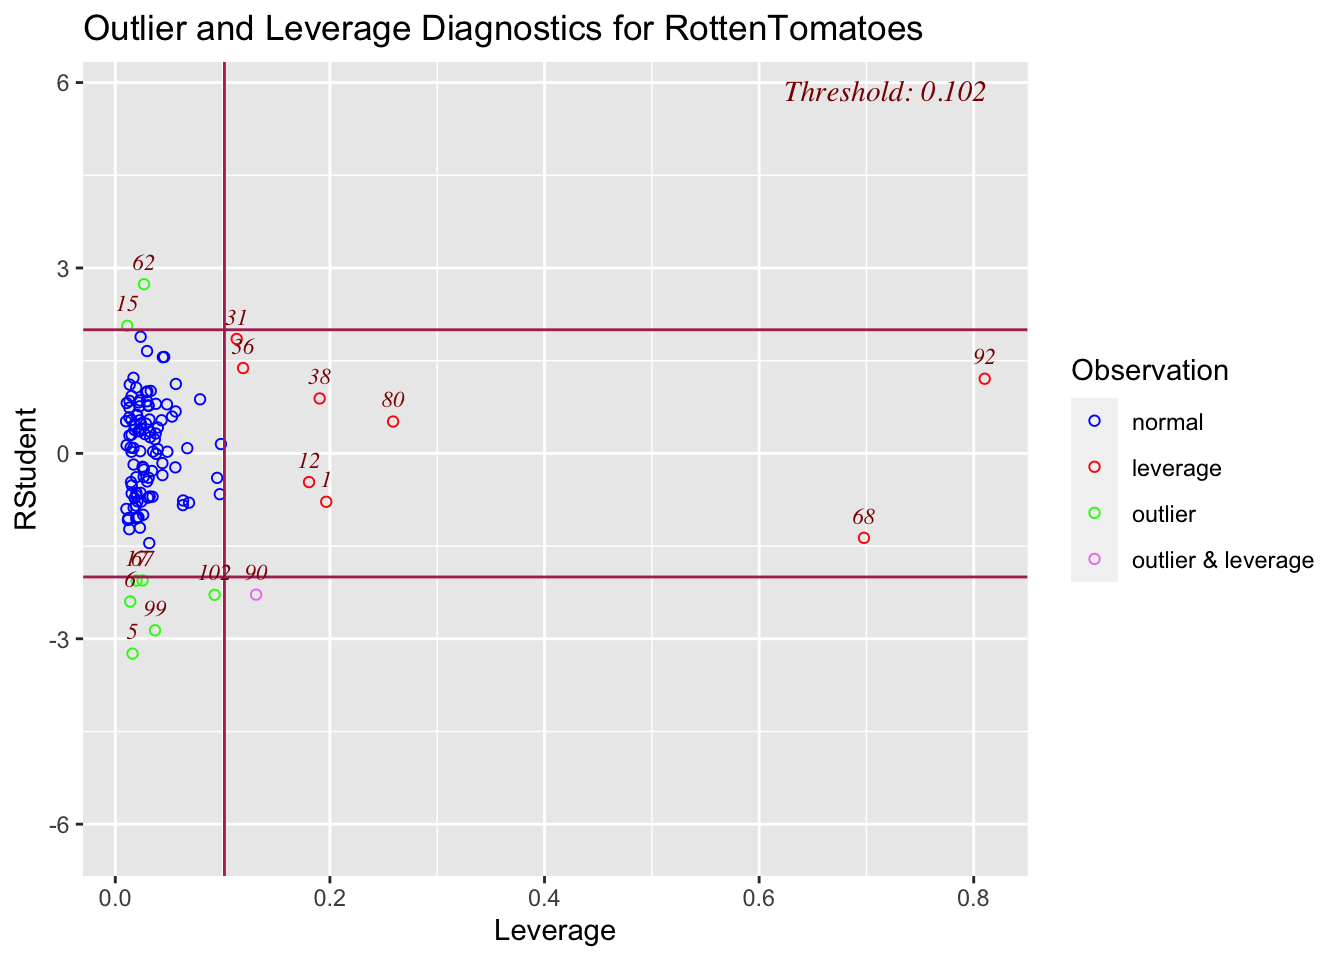 Outlier and Leverage Diagnostics for RottenTomatoes
6
Threshold: 0.102
62
3
15
31
36
92
38
80
Observation
normal
leverage
outlier
outlier & leverage
RStudent
0
12
1
68
67
102
90
6
99
5
-3
-6
0.0
0.2
0.4
0.6
0.8
Leverage